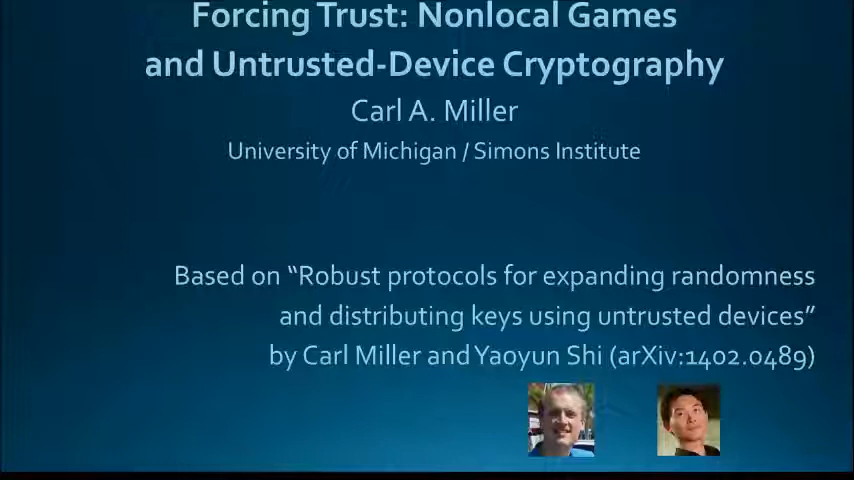 Forcing Trust: Nonlocal Games
and Untrusted-Device Cryptography
Carl A. Miller
University of Michigan / Simons Institute
Based on “Robust protocols for expanding randomness
and distributing keys using untrusted devices”
by Carl Miller and Yaoyun Shi (arXiv:1402.0489)